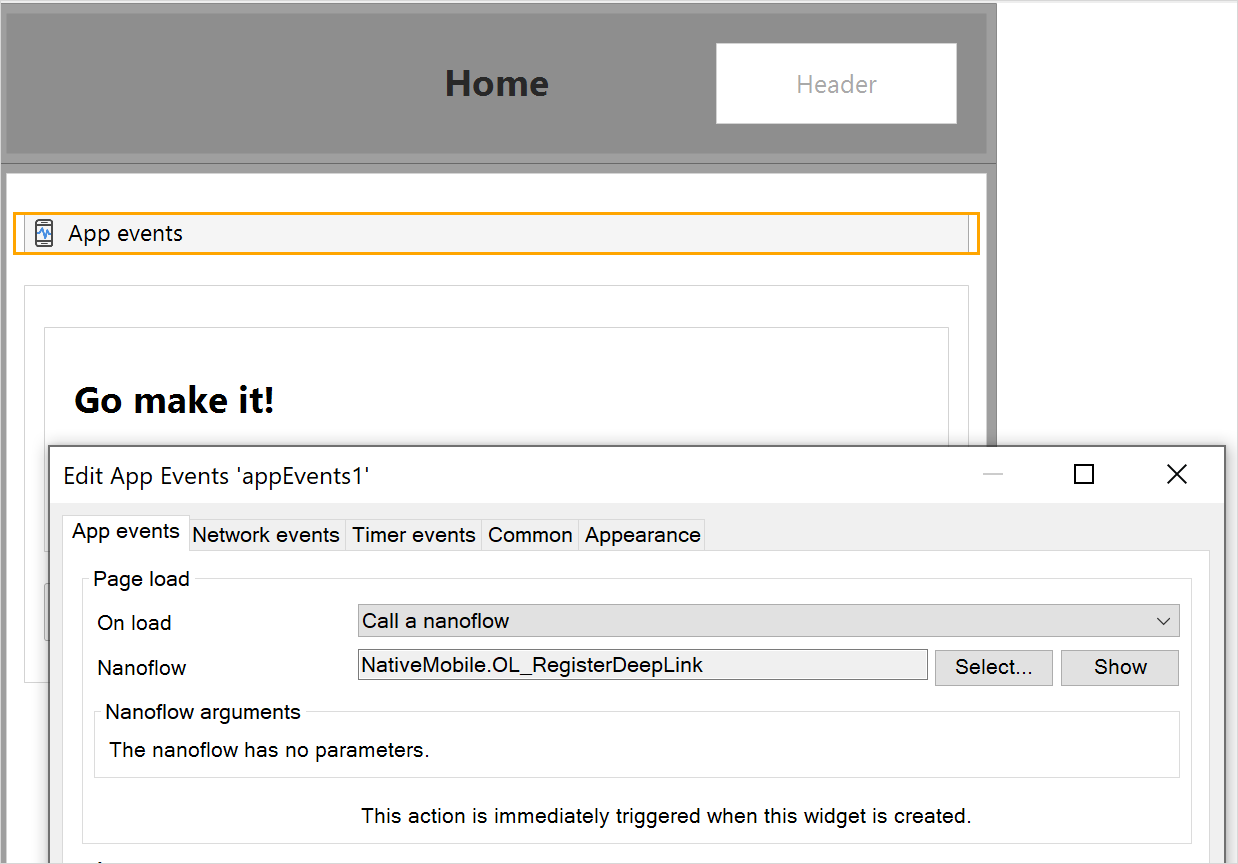 Home
Header
App events
Go make it!
Edit App Events 'appEvents1'
App events Network events Timer events Common Appearance
Page load
On load Call a nanoflow
Nanoflow NativeMobile.OL_RegisterDeepLink Select... Show
Nanoflow arguments
The nanoflow has no parameters.
This action is immediately triggered when this widget is created.